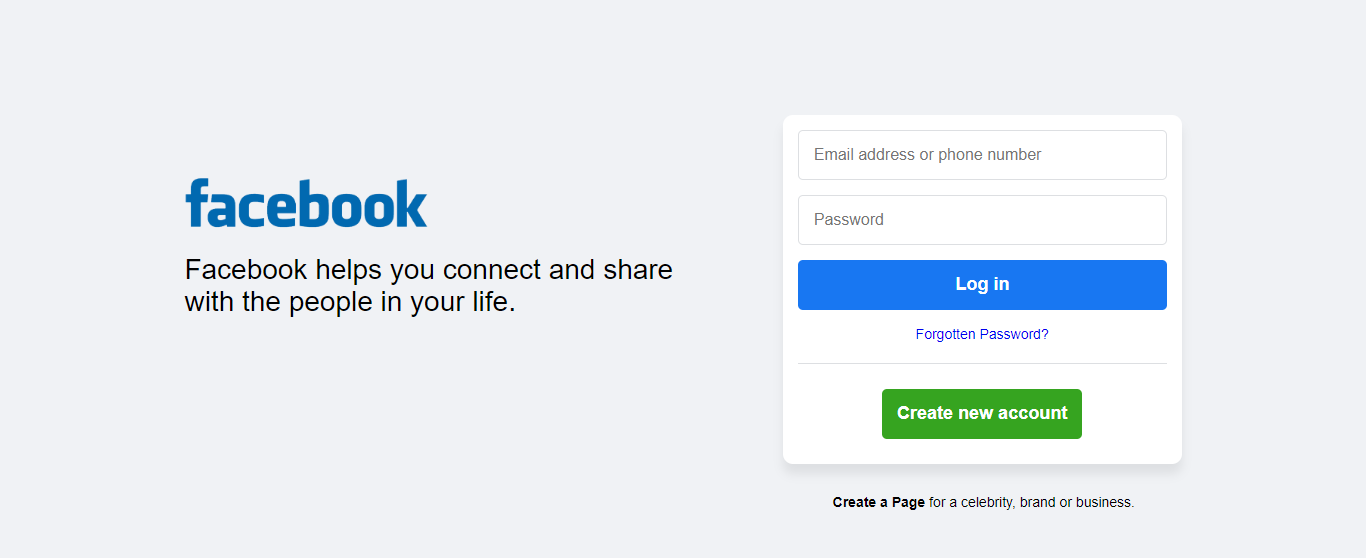 facebook
Facebook helps you connect and share
with the people in your life.
Email address or phone number
Password
Log in
Forgotten Password?
Create new account
Create a Page for a celebrity, brand or business.